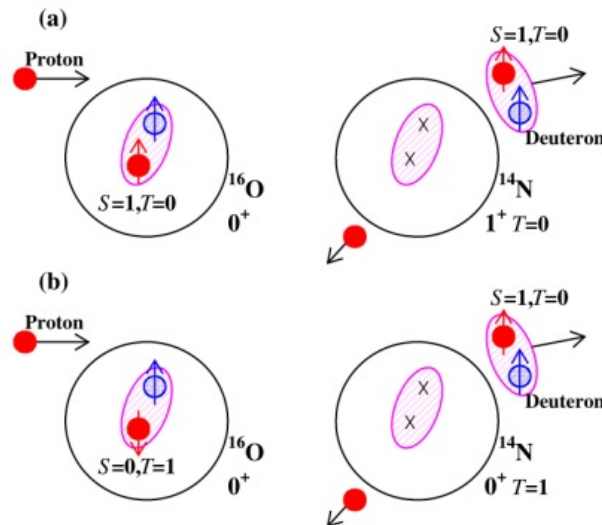 (a)
Proton
S=1,T=0
¹⁶O
0⁺
S=1,T=0
Deuteron
X
X
¹⁴N
1⁺ T=0
(b)
Proton
S=0,T=1
¹⁶O
0⁺
S=1,T=0
Deuteron
X
X
¹⁴N
0⁺ T=1